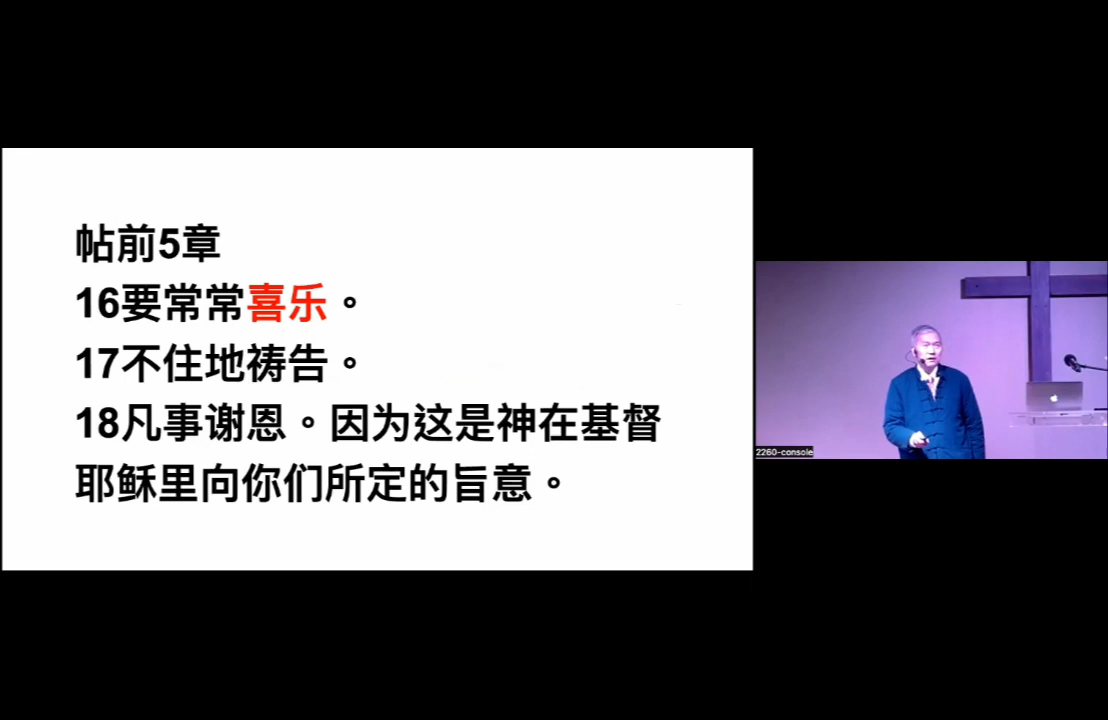 帖前5章
16要常常喜乐。
17不住地祷告。
18凡事谢恩。因为这是神在基督
耶稣里向你们所定的旨意。
2260-console